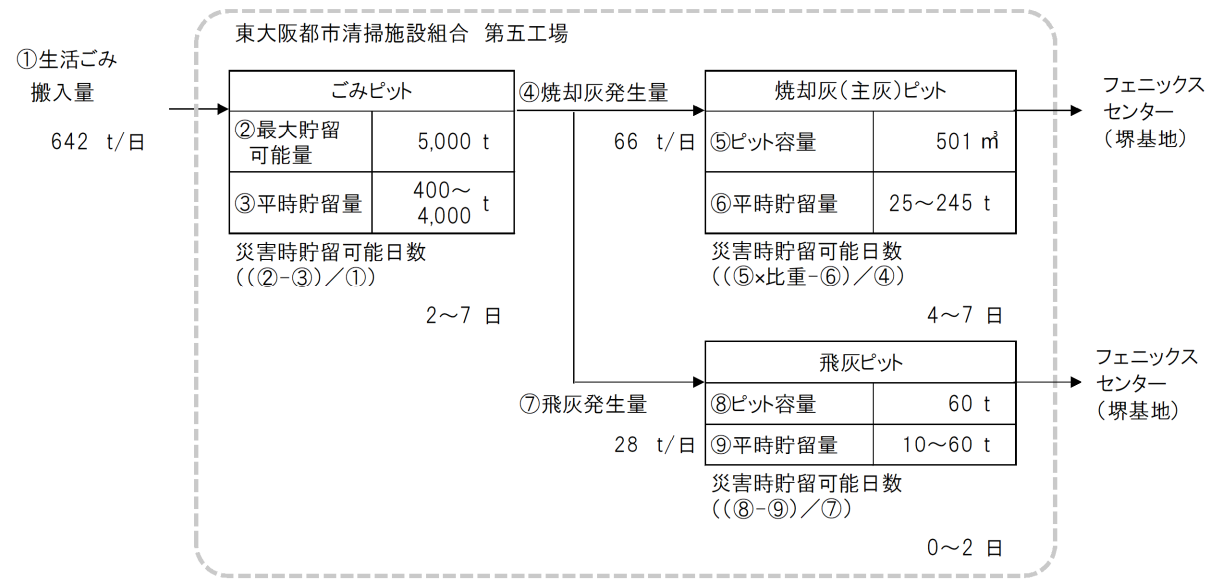 東大阪都市清掃施設組合 第五工場
①生活ごみ
搬入量
642 t/日
ごみピット
②最大貯留
可能量
5,000 t
③平時貯留量
400～
4,000 t
災害時貯留可能日数
((②-③)／①)
2～7 日
④焼却灰発生量
66 t/日
焼却灰(主灰)ピット
⑤ピット容量
501 ㎥
⑥平時貯留量
25～245 t
災害時貯留可能日数
((⑤×比重-⑥)／④)
4～7 日
フェニックス
センター
(堺基地)
⑦飛灰発生量
28 t/日
飛灰ピット
⑧ピット容量
60 t
⑨平時貯留量
10～60 t
災害時貯留可能日数
((⑧-⑨)／⑦)
0～2 日
フェニックス
センター
(堺基地)